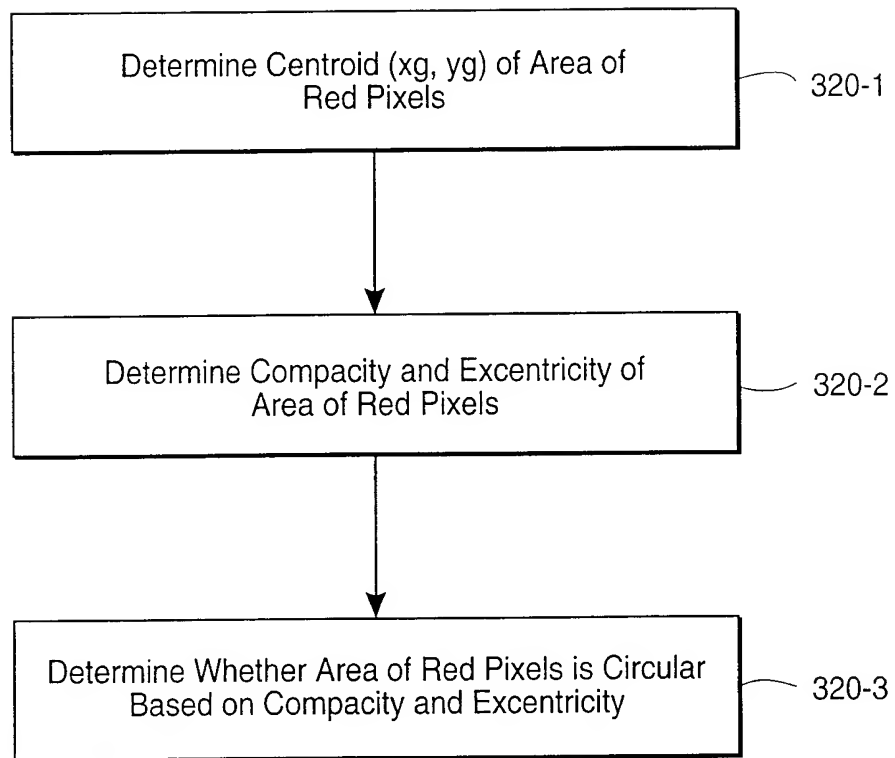 Determine Centroid (xg, yg) of Area of
Red Pixels
320-1
Determine Compacity and Excentricity of
Area of Red Pixels
320-2
Determine Whether Area of Red Pixels is Circular
Based on Compacity and Excentricity
320-3